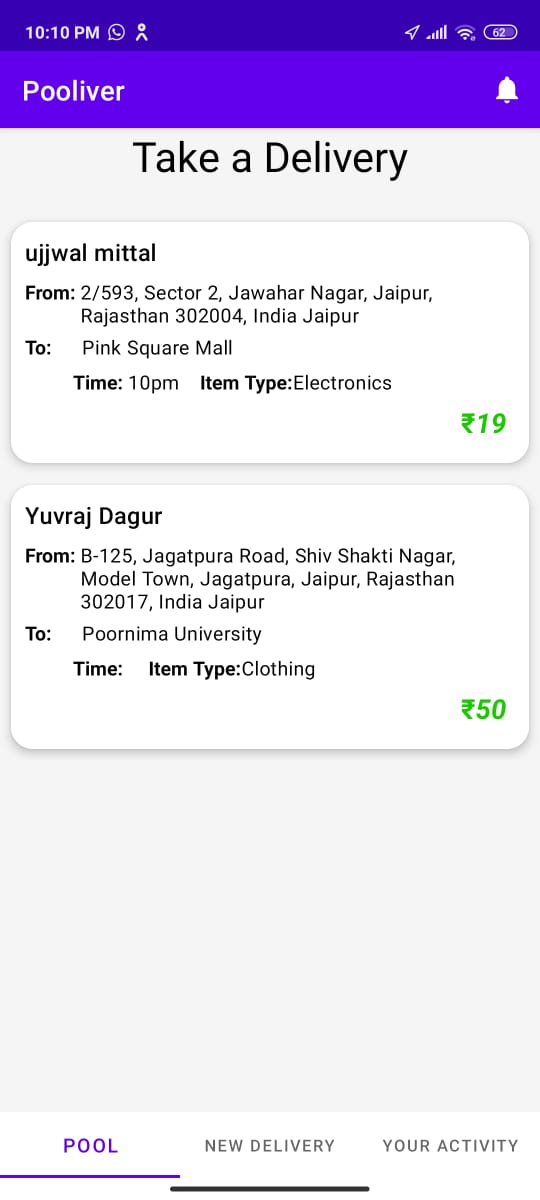 10:10 PM
62
Pooliver
Take a Delivery
ujjwal mittal
From: 2/593, Sector 2, Jawahar Nagar, Jaipur,
Rajasthan 302004, India Jaipur
To: Pink Square Mall
Time: 10pm Item Type:Electronics
₹19
Yuvraj Dagur
From: B-125, Jagatpura Road, Shiv Shakti Nagar,
Model Town, Jagatpura, Jaipur, Rajasthan
302017, India Jaipur
To: Poornima University
Time: Item Type:Clothing
₹50
POOL NEW DELIVERY YOUR ACTIVITY